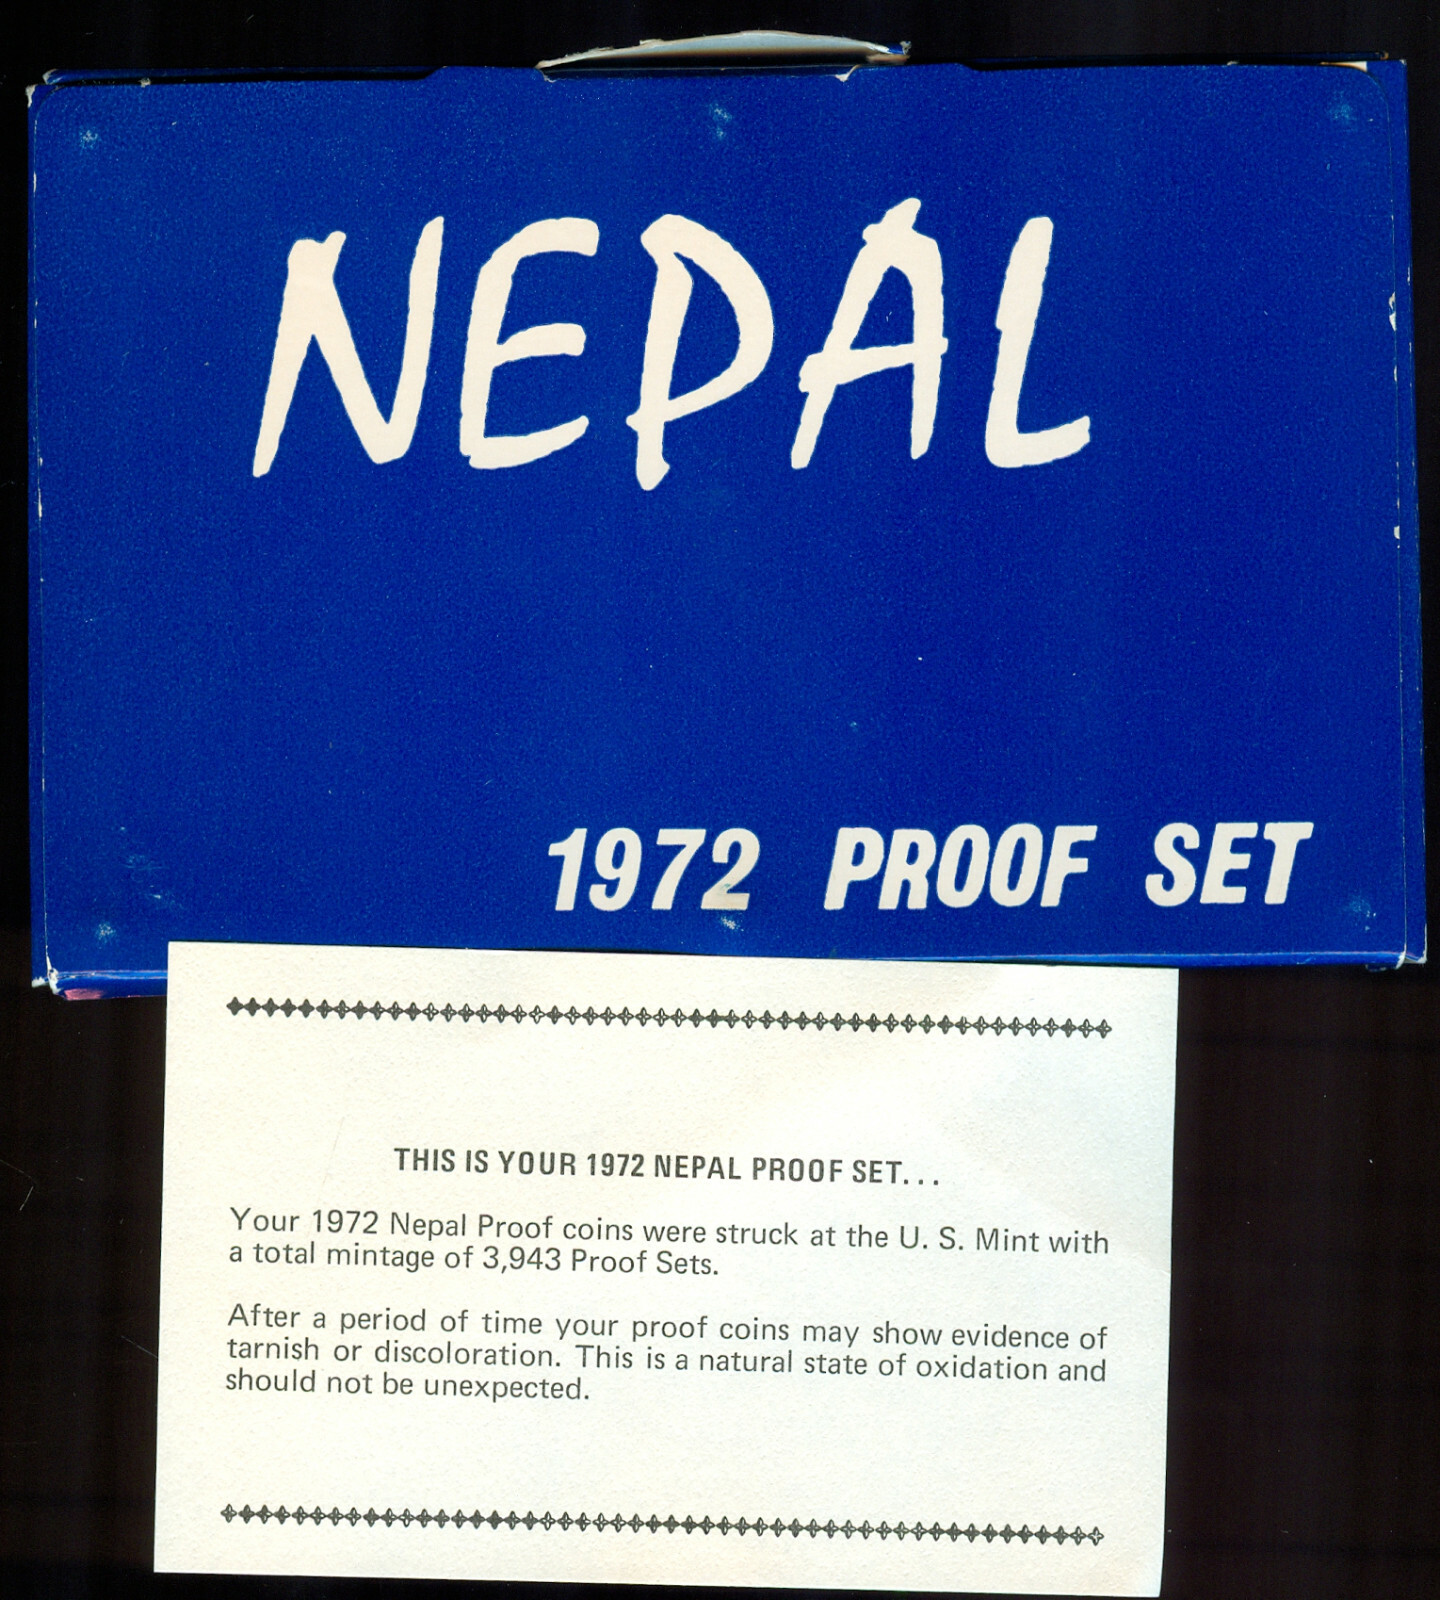 NEPAL
1972 PROOF SET
THIS IS YOUR 1972 NEPAL PROOF SET...
Your 1972 Nepal Proof coins were struck at the U. S. Mint with
a total mintage of 3,943 Proof Sets.
After a period of time your proof coins may show evidence of
tarnish or discoloration. This is a natural state of oxidation and
should not be unexpected.